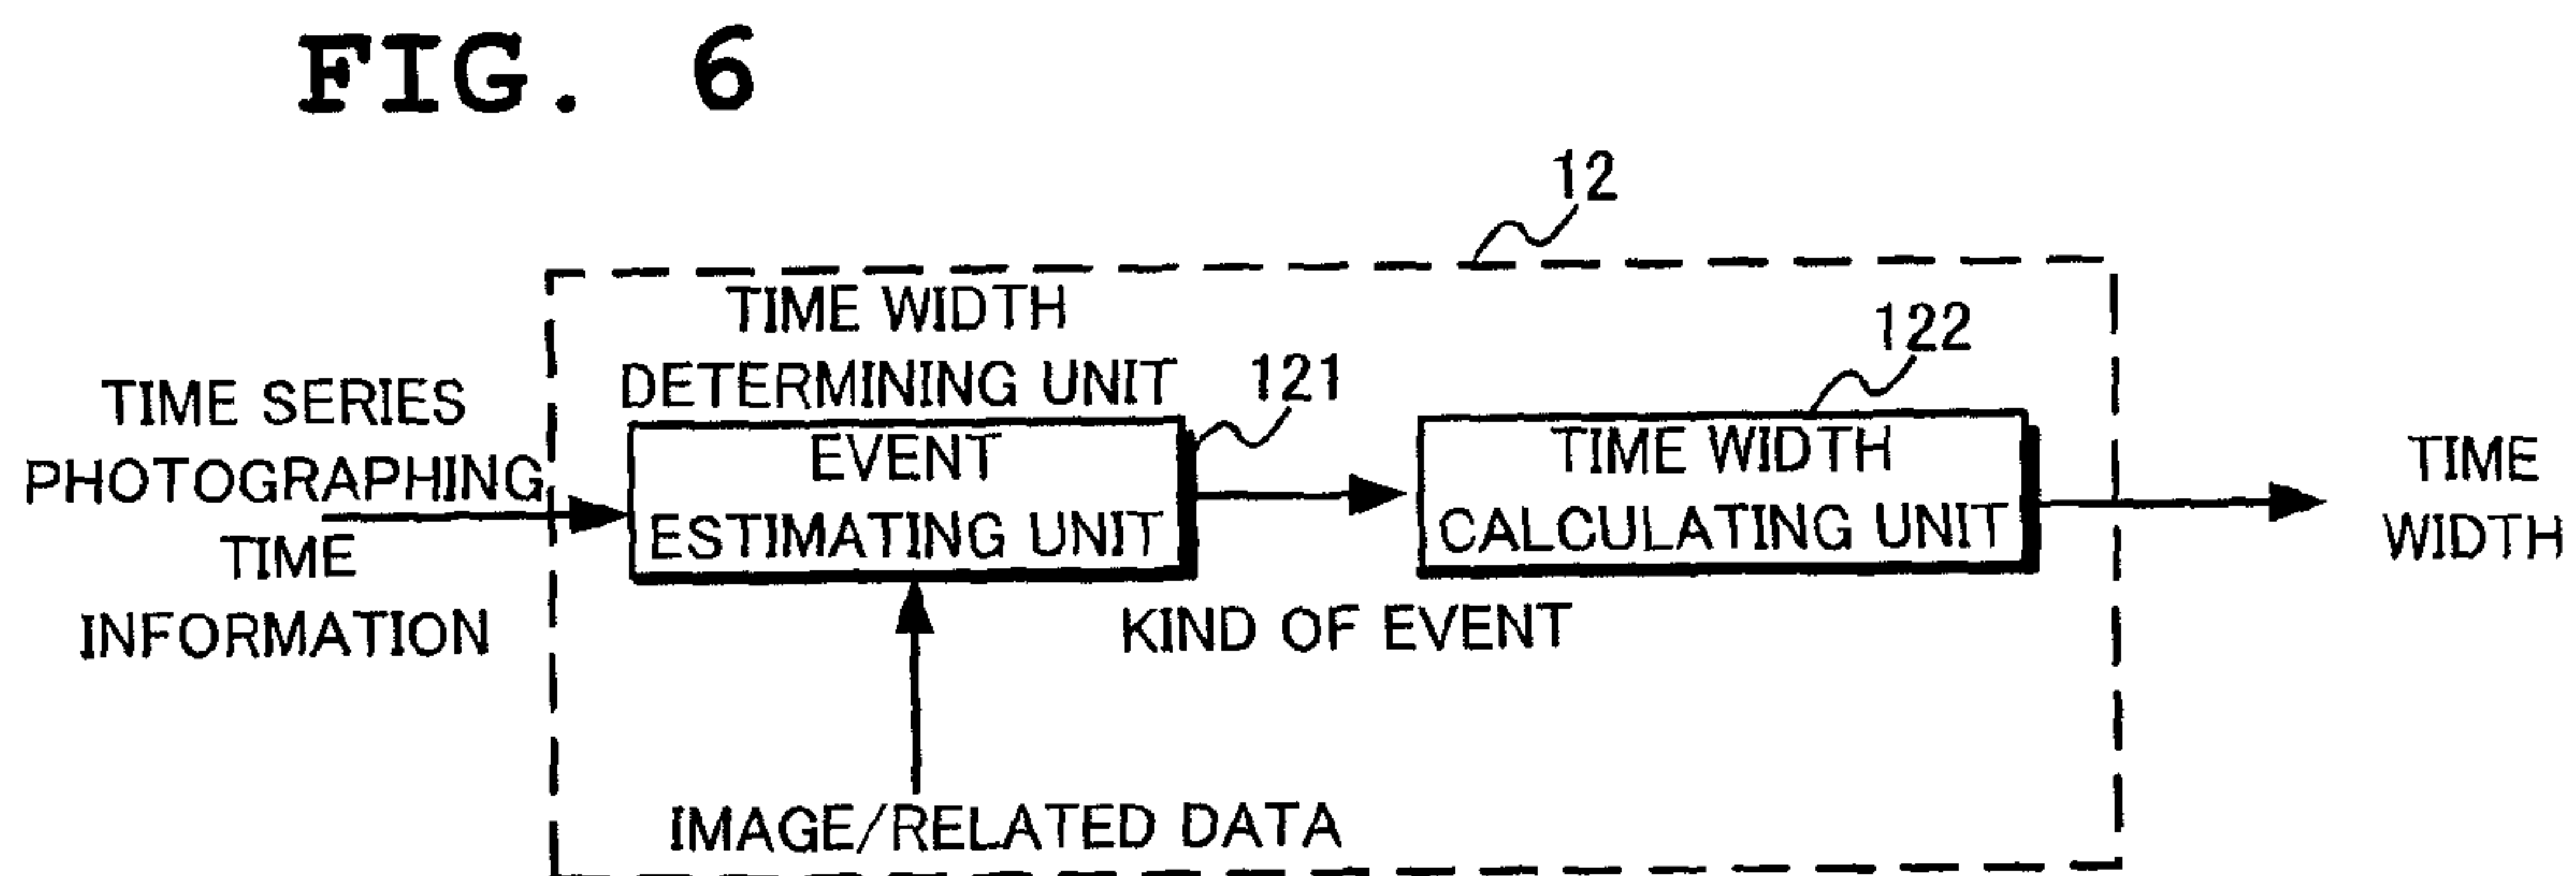 FIG. 6
12
TIME WIDTH
DETERMINING UNIT
121
122
TIME SERIES
PHOTOGRAPHING
TIME
INFORMATION
EVENT
ESTIMATING UNIT
TIME WIDTH
CALCULATING UNIT
TIME
WIDTH
KIND OF EVENT
IMAGE/RELATED DATA